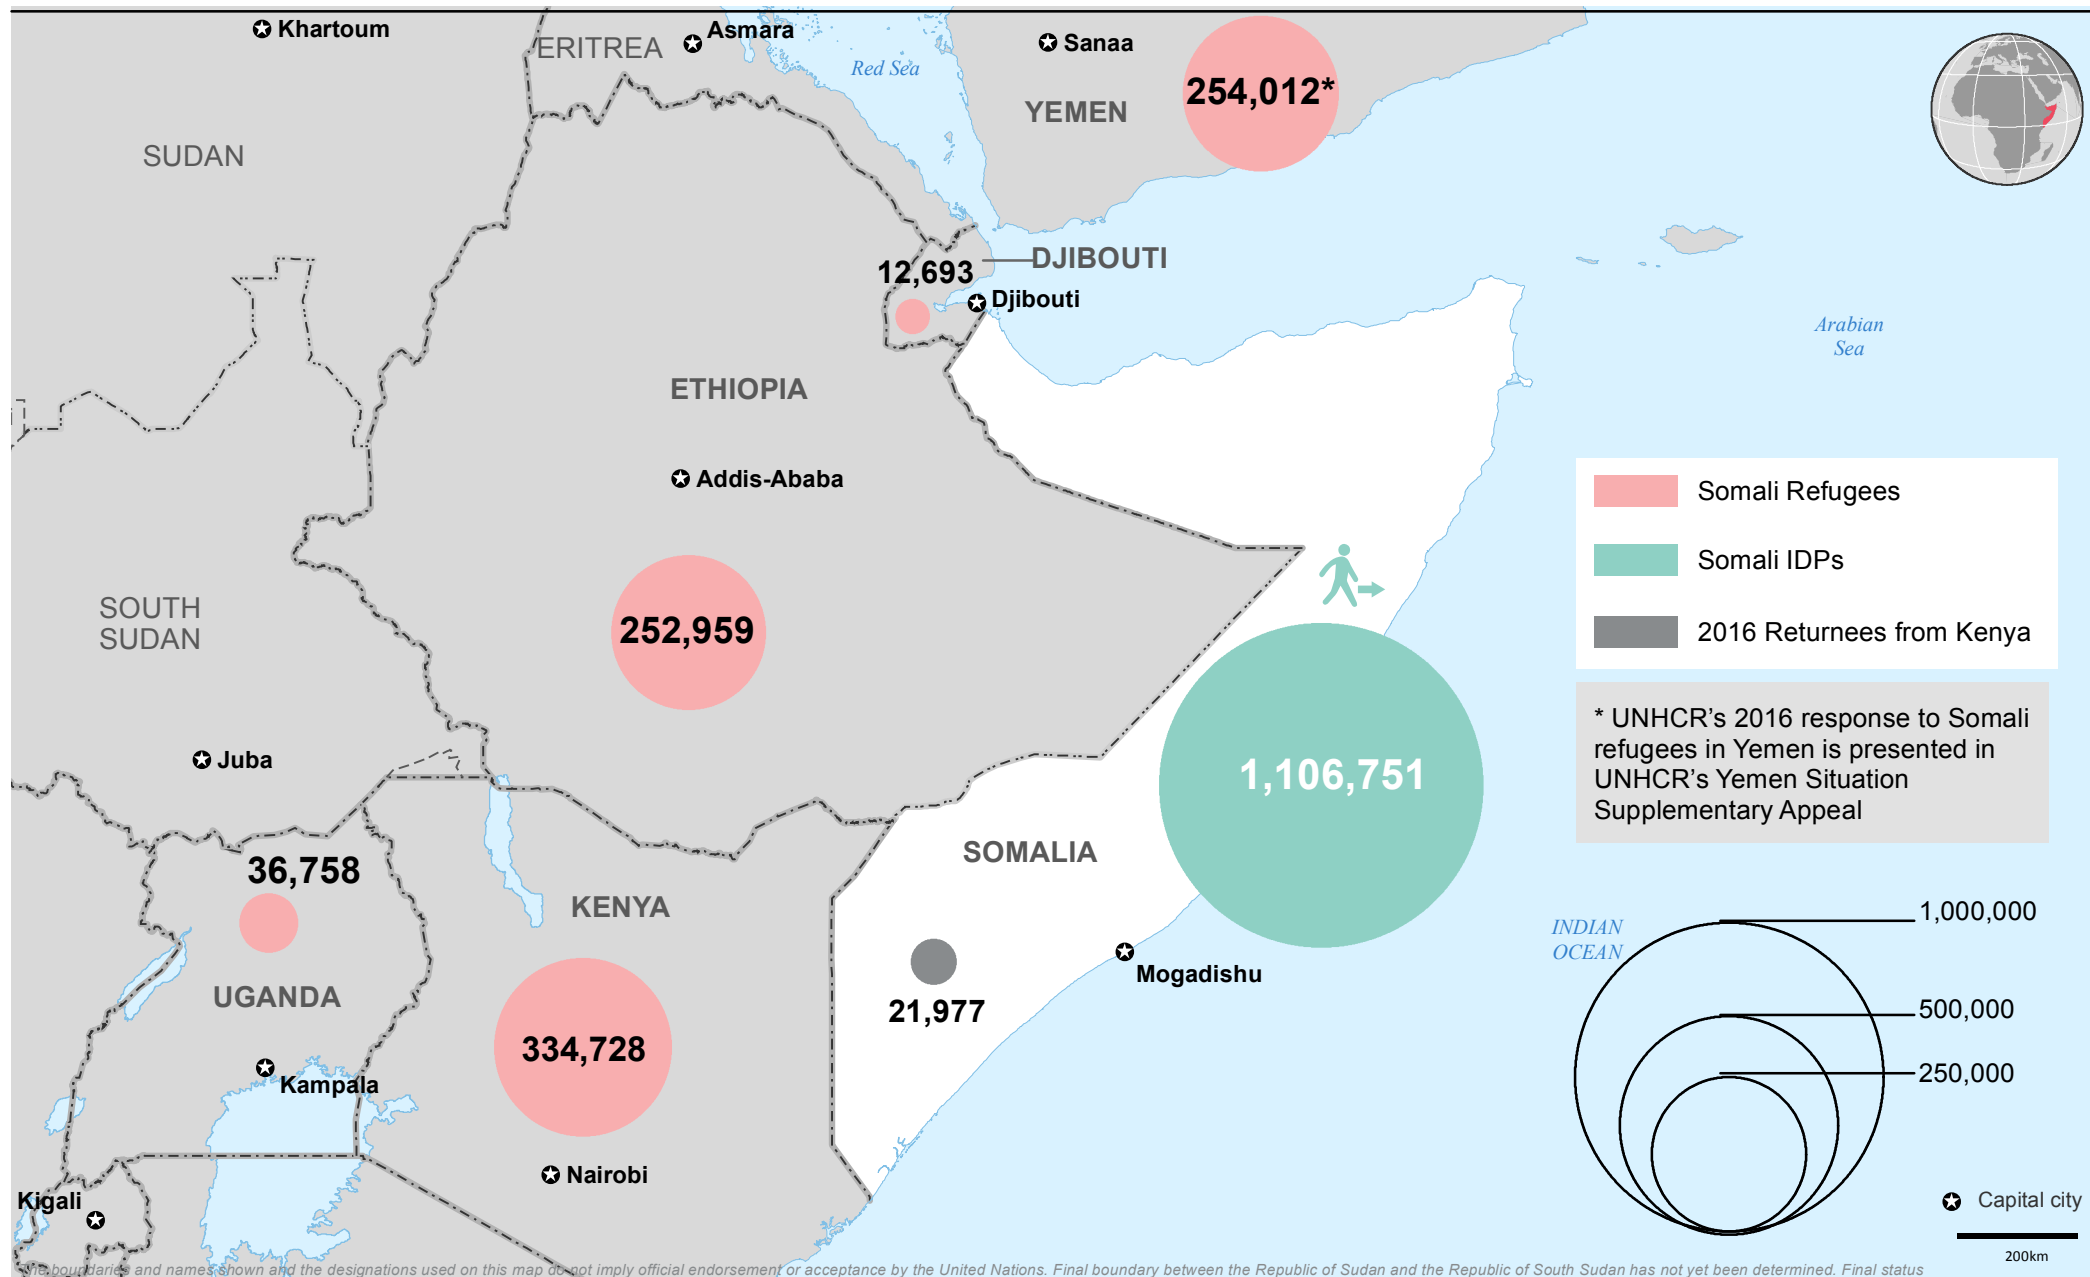 Khartoum
ERITREA
Asmara
Red Sea
Sanaa
254,012*
YEMEN
SUDAN
DJIBOUTI
12,693
Djibouti
Arabian
Sea
ETHIOPIA
Addis-Ababa
Somali Refugees
Somali IDPs
2016 Returnees from Kenya
SOUTH
SUDAN
252,959
* UNHCR’s 2016 response to Somali
refugees in Yemen is presented in
UNHCR’s Yemen Situation
Supplementary Appeal
Juba
1,106,751
SOMALIA
36,758
KENYA
1,000,000
INDIAN
OCEAN
Mogadishu
UGANDA
21,977
500,000
334,728
250,000
Kampala
Nairobi
Kigali
Capital city
200km
The boundaries and names shown and the designations used on this map do not imply official endorsement or acceptance by the United Nations. Final boundary between the Republic of Sudan and the Republic of South Sudan has not yet been determined. Final status